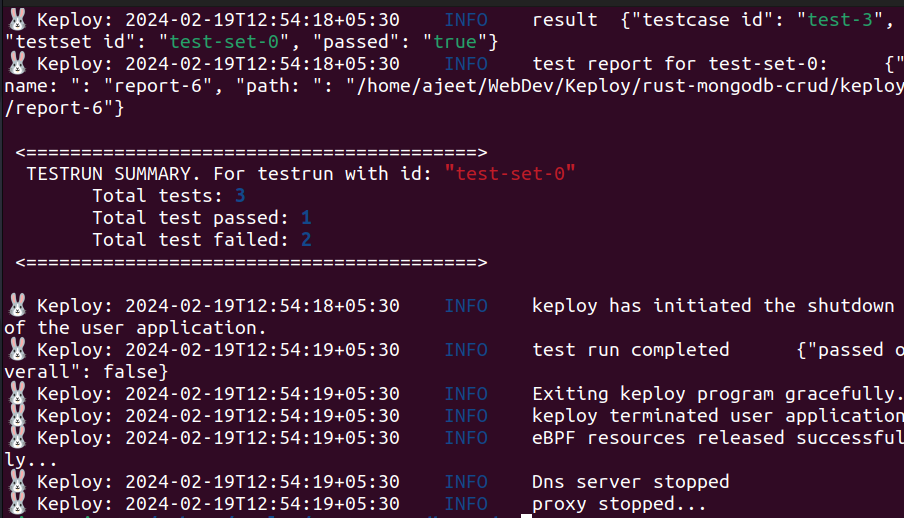 🐰 Keploy: 2024-02-19T12:54:18+05:30 INFO result {"testcase id": "test-3",
"testset id": "test-set-0", "passed": "true"}
🐰 Keploy: 2024-02-19T12:54:18+05:30 INFO test report for test-set-0: {"
name: ": "report-6", "path: ": "/home/ajeet/WebDev/Keploy/rust-mongodb-crud/keploy
/report-6"}
<=========================================>
TESTRUN SUMMARY. For testrun with id: "test-set-0"
Total tests: 3
Total test passed: 1
Total test failed: 2
<=========================================>
🐰 Keploy: 2024-02-19T12:54:18+05:30 INFO keploy has initiated the shutdown
of the user application.
🐰 Keploy: 2024-02-19T12:54:19+05:30 INFO test run completed {"passed o
verall": false}
🐰 Keploy: 2024-02-19T12:54:19+05:30 INFO Exiting keploy program gracefully.
🐰 Keploy: 2024-02-19T12:54:19+05:30 INFO keploy terminated user application
🐰 Keploy: 2024-02-19T12:54:19+05:30 INFO eBPF resources released successful
ly...
🐰 Keploy: 2024-02-19T12:54:19+05:30 INFO Dns server stopped
🐰 Keploy: 2024-02-19T12:54:19+05:30 INFO proxy stopped...